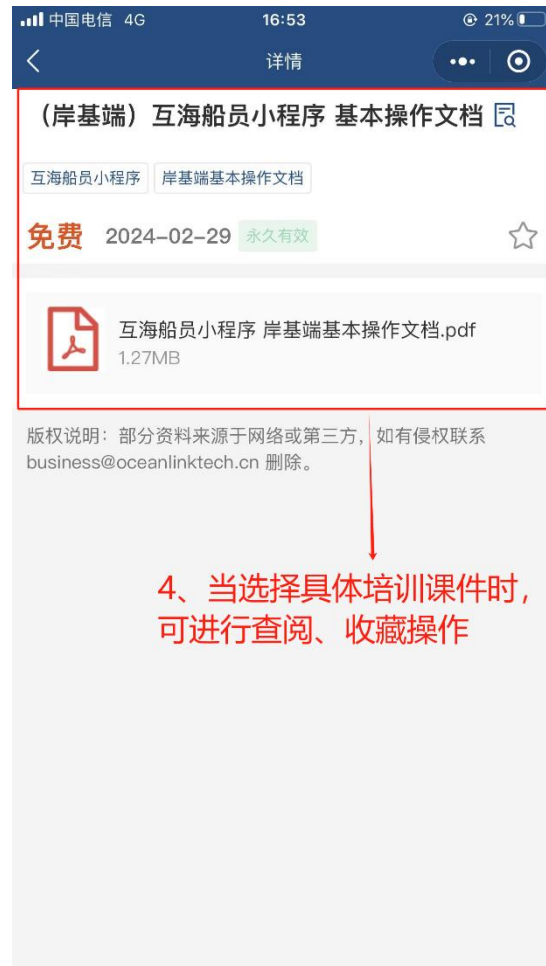 中国电信 4G 16:53 21%
详情
（岸基端）互海船员小程序 基本操作文档
互海船员小程序 岸基端基本操作文档
免费 2024-02-29 永久有效
互海船员小程序 岸基端基本操作文档.pdf
1.27MB
版权说明：部分资料来源于网络或第三方，如有侵权联系
business@oceanlinktech.cn 删除。
4、当选择具体培训课件时，
可进行查阅、收藏操作